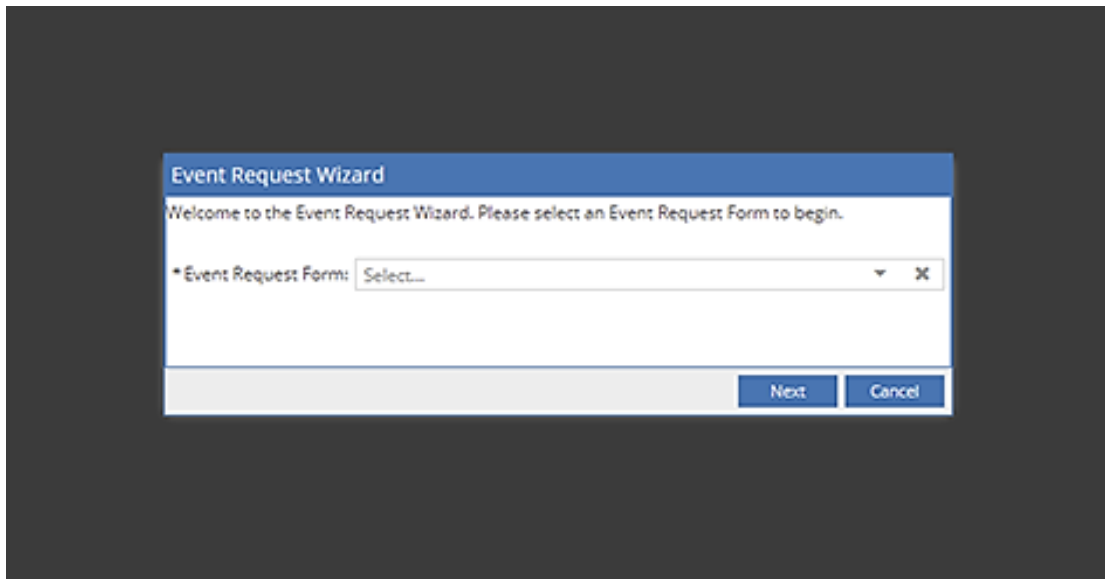 Event Request Wizard
Welcome to the Event Request Wizard. Please select an Event Request Form to begin.
* Event Request Form: Select...
Next Cancel